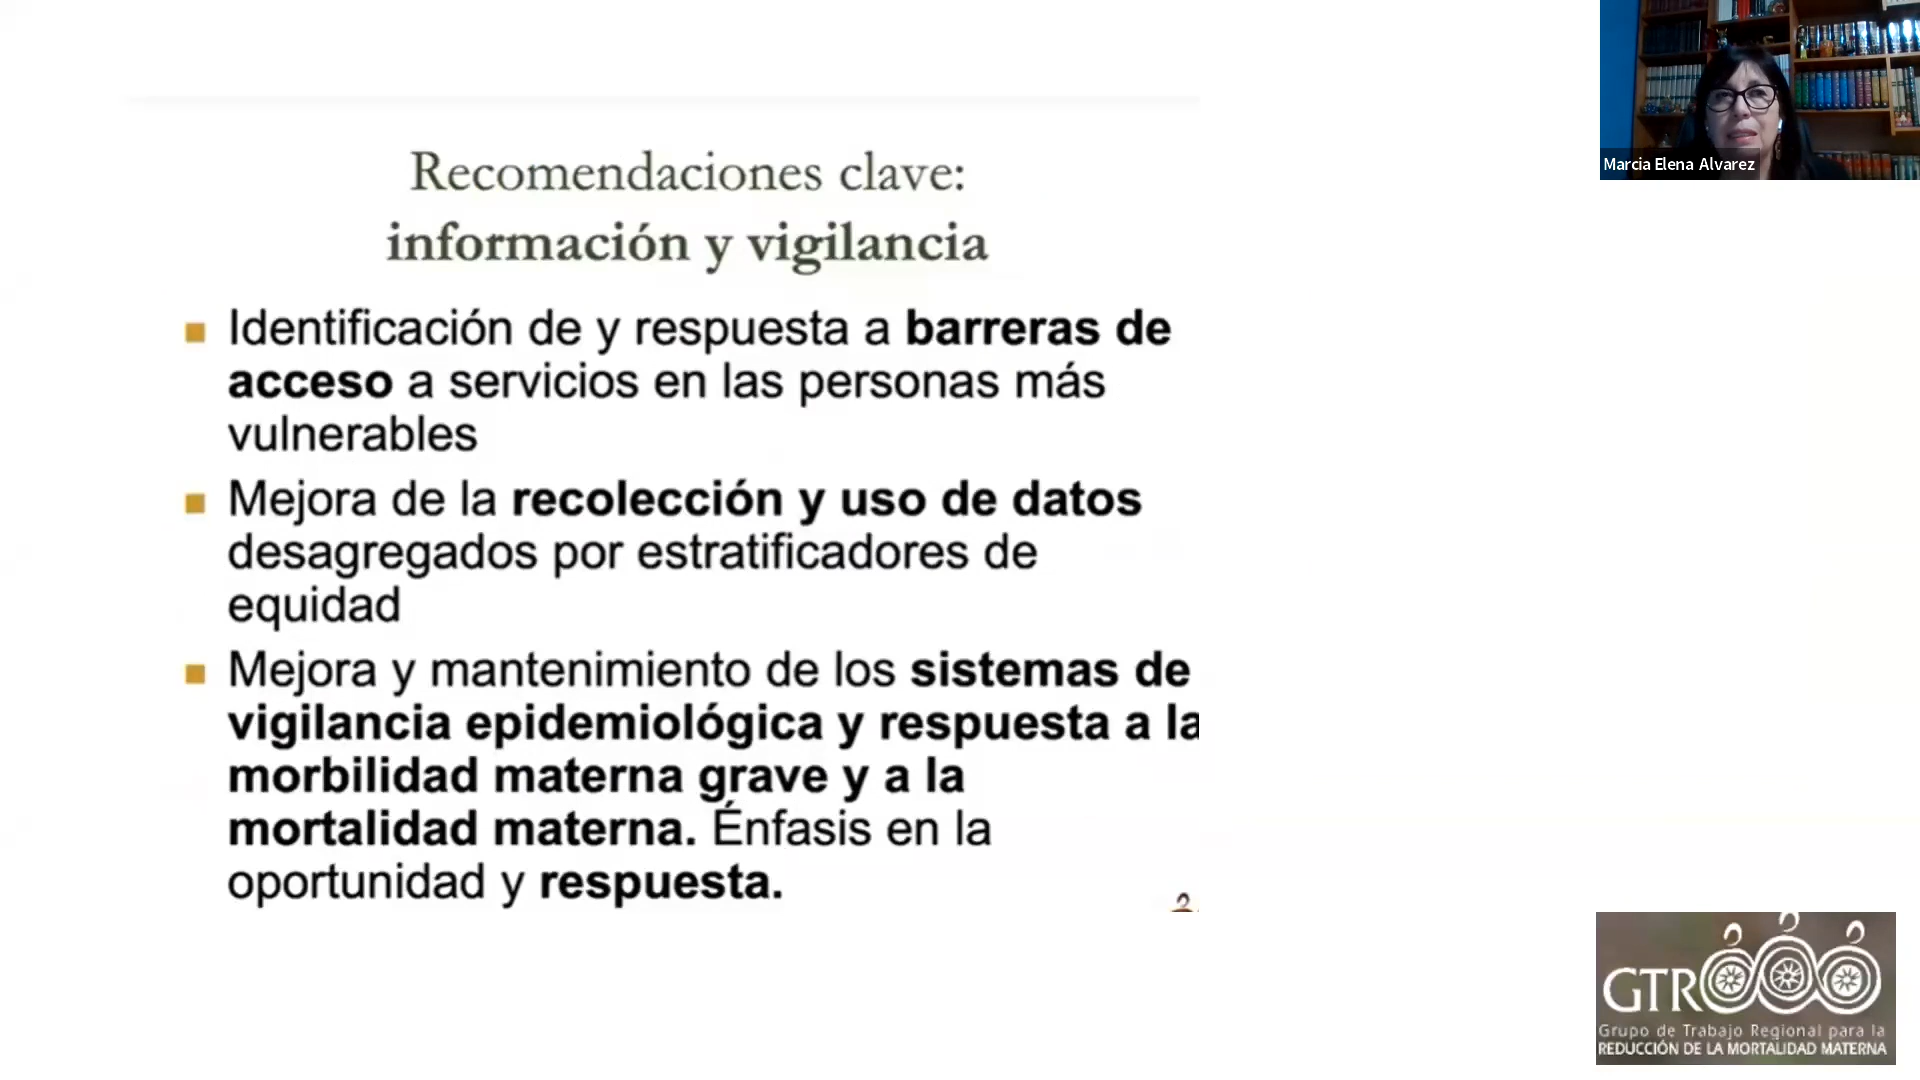 Marcia Elena Alvarez
Recomendaciones clave:
información y vigilancia
Identificación de y respuesta a barreras de
acceso a servicios en las personas más
vulnerables
Mejora de la recolección y uso de datos
desagregados por estratificadores de
equidad
Mejora y mantenimiento de los sistemas de
vigilancia epidemiológica y respuesta a la
morbilidad materna grave y a la
mortalidad materna. Énfasis en la
oportunidad y respuesta.
GTR
Grupo de Trabajo Regional para la
REDUCCIÓN DE LA MORTALIDAD MATERNA